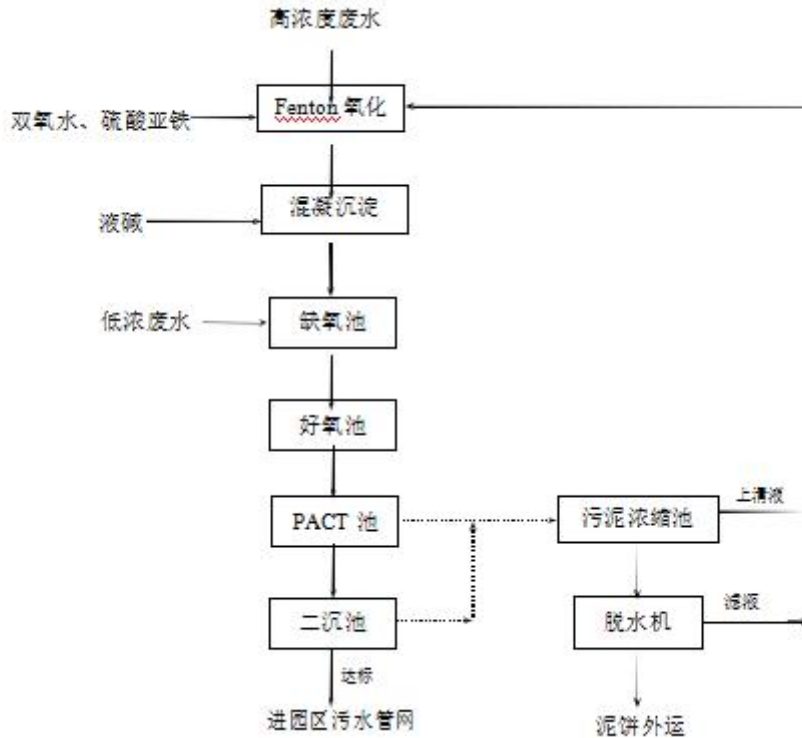 高浓度废水
Fenton 氧化
双氧水、硫酸亚铁
混凝沉淀
液碱
低浓废水
缺氧池
好氧池
PACT 池
污泥浓缩池
上清液
二沉池
脱水机
滤液
达标
进园区污水管网
泥饼外运